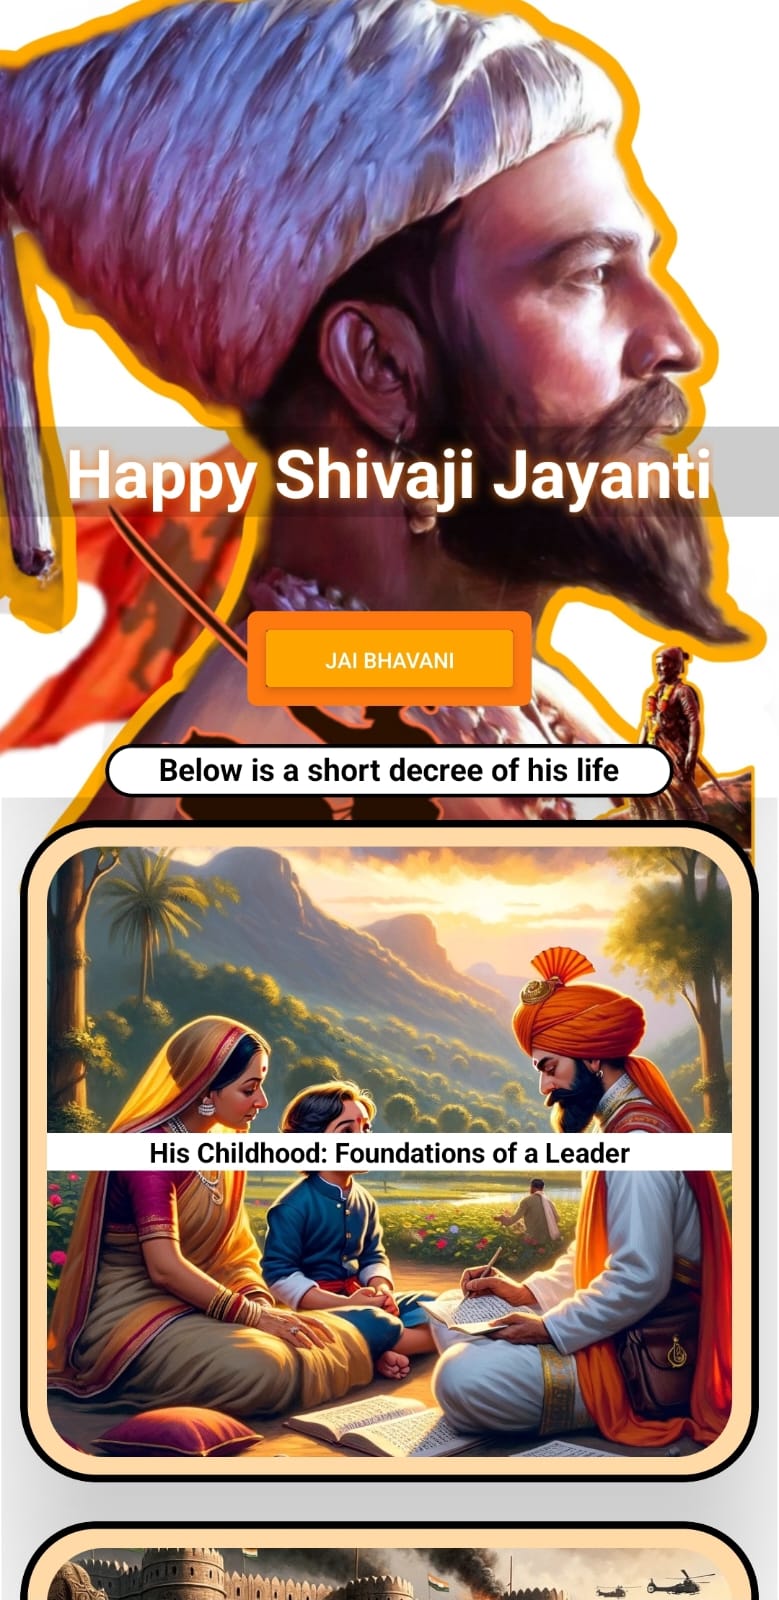 Happy Shivaji Jayanti
JAI BHAVANI
Below is a short decree of his life
His Childhood: Foundations of a Leader